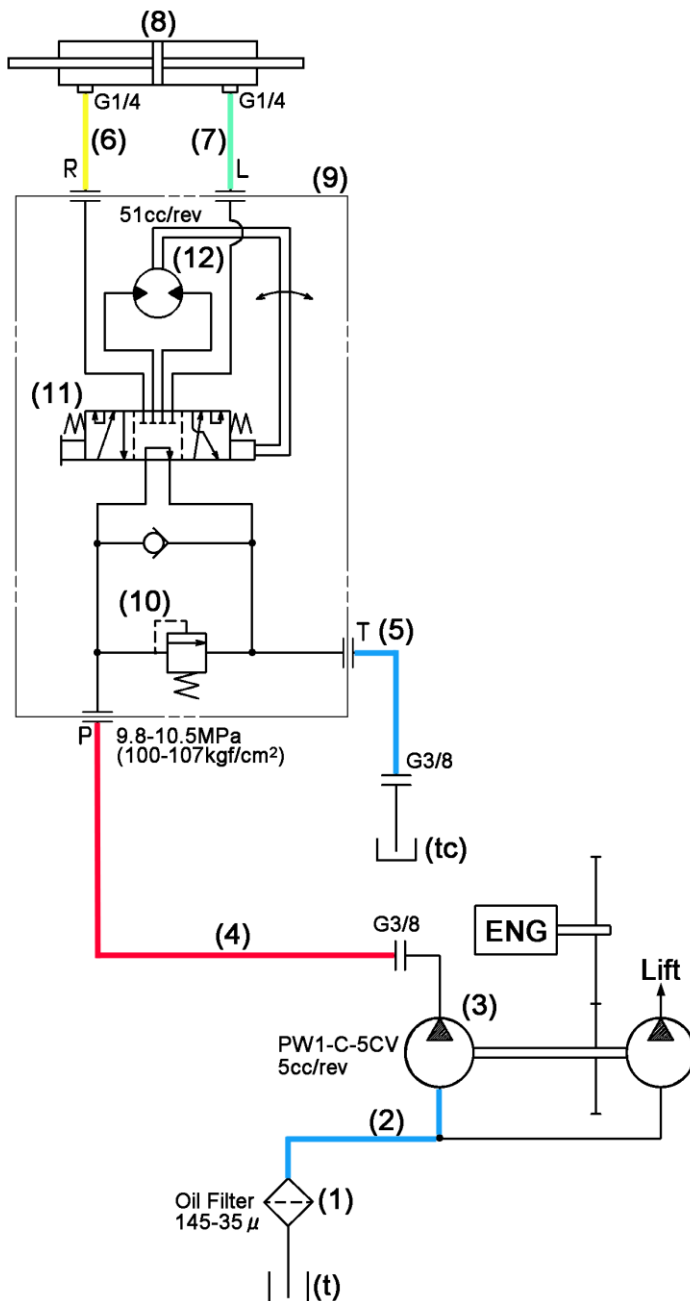 (8)
G1/4
G1/4
(6)
(7)
R
L
(9)
51cc/rev
(12)
(11)
(10)
T
(5)
P
9.8-10.5MPa
(100-107kgf/cm²)
G3/8
(tc)
(4)
G3/8
ENG
Lift
(3)
PW1-C-5CV
5cc/rev
(2)
Oil Filter
145-35μ
(1)
(t)